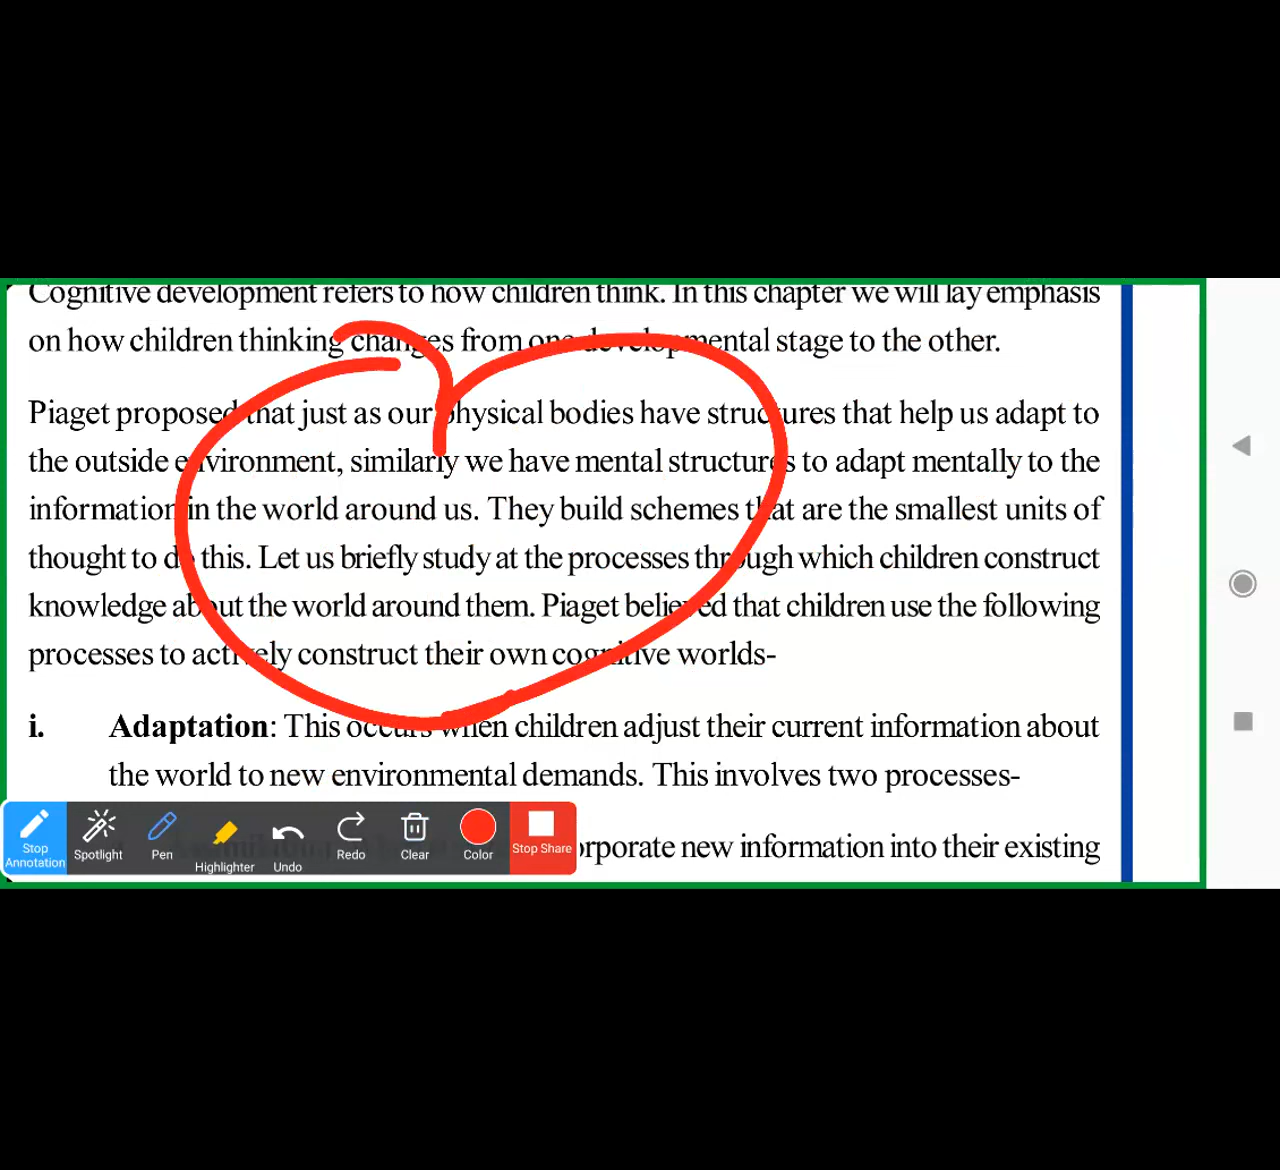 Cognitive development refers to how children think. In this chapter we will lay emphasis
on how children thinking changes from one developmental stage to the other.
Piaget proposed that just as our physical bodies have structures that help us adapt to
the outside environment, similarly we have mental structures to adapt mentally to the
information in the world around us. They build schemes that are the smallest units of
thought to do this. Let us briefly study at the processes through which children construct
knowledge about the world around them. Piaget believed that children use the following
processes to actively construct their own cognitive worlds-
i. Adaptation: This occurs when children adjust their current information about
the world to new environmental demands. This involves two processes-
new information into their existing
Stop Annotation
Spotlight
Pen
Highlighter
Undo
Redo
Clear
Color
Stop Share